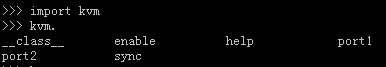 >>> import kvm
>>> kvm.
__class__ enable help port1
port2 sync